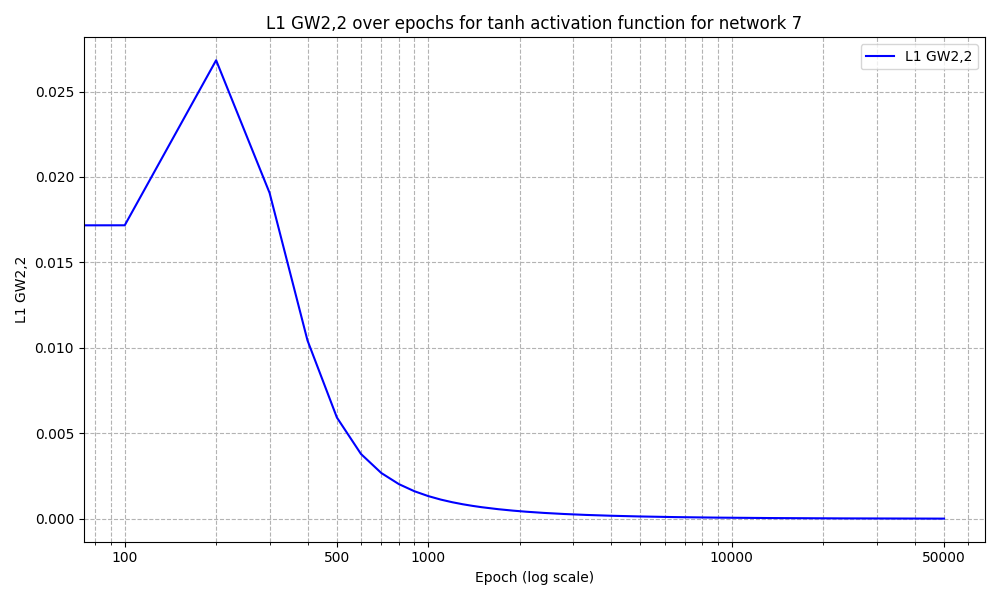 L1 GW2,2 over epochs for tanh activation function for network 7
L1 GW2,2
0.025
0.020
0.015
0.010
0.005
0.000
L1 GW2,2
100
500
1000
10000
50000
Epoch (log scale)